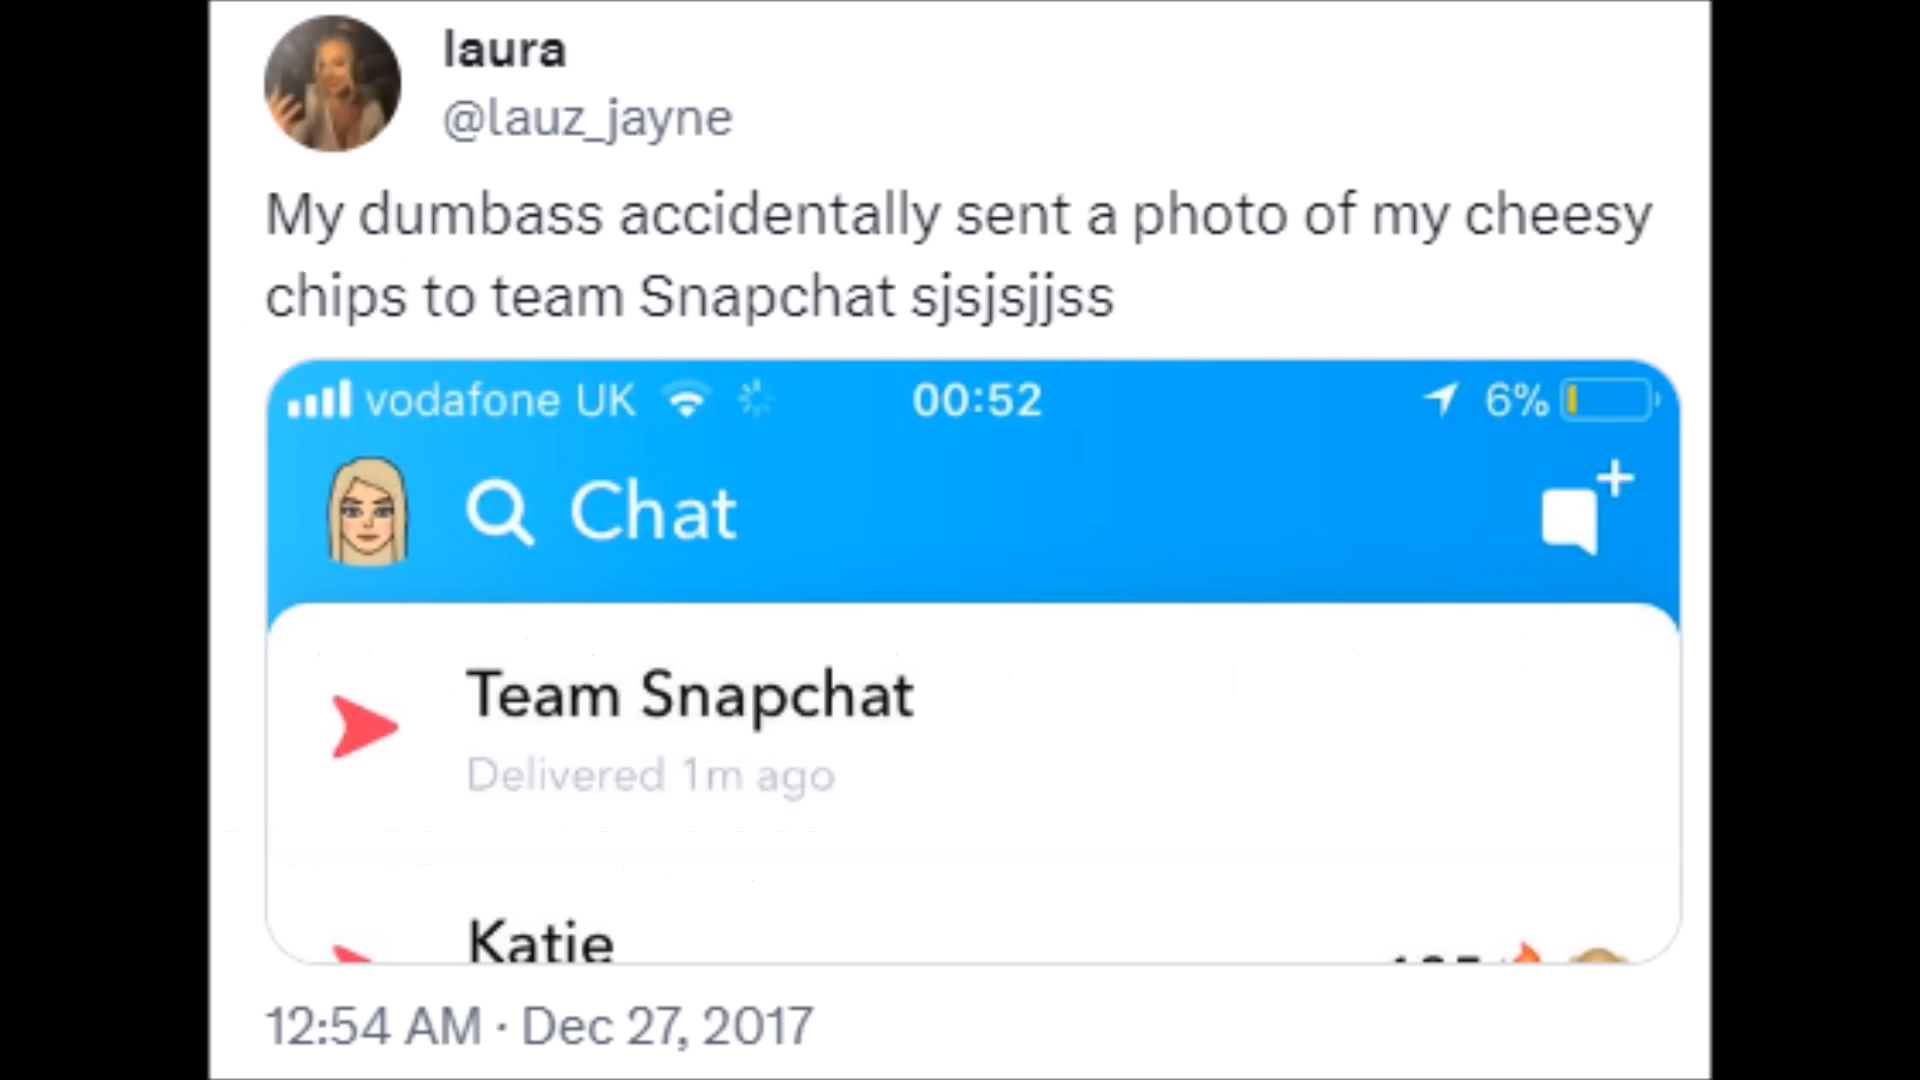 laura
@lauz_jayne
My dumbass accidentally sent a photo of my cheesy
chips to team Snapchat sjsjsjjss
vodafone UK 00:52 6%
Chat
Team Snapchat
Delivered 1m ago
Katie
12:54 AM · Dec 27, 2017